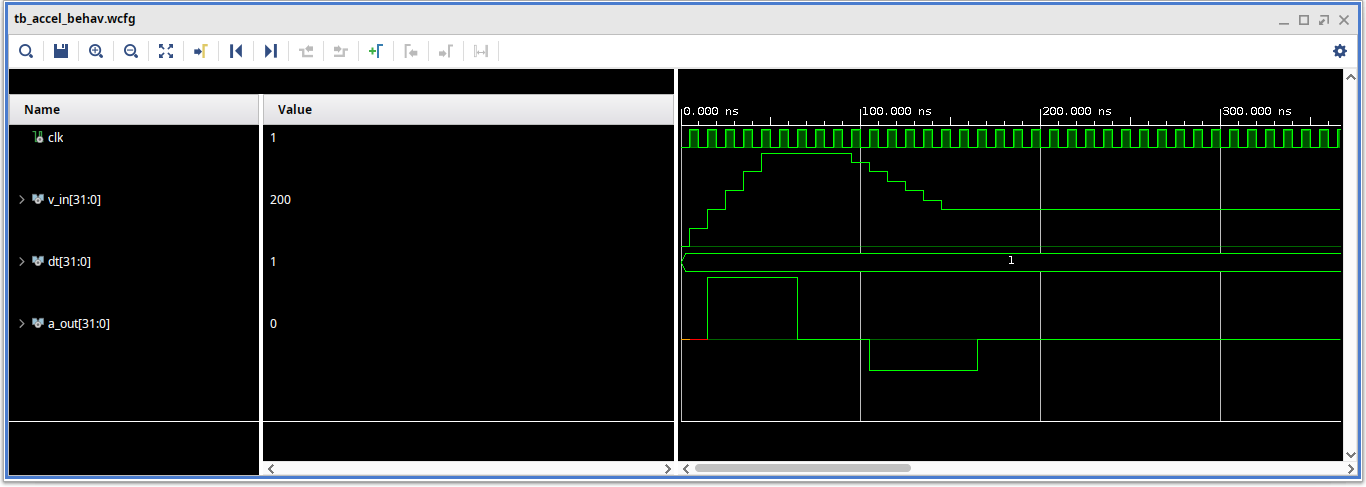 tb_accel_behav.wcfg
Name Value
0.000 ns 100.000 ns 200.000 ns 300.000 ns
clk 1
v_in[31:0] 200
dt[31:0] 1 1
a_out[31:0] 0